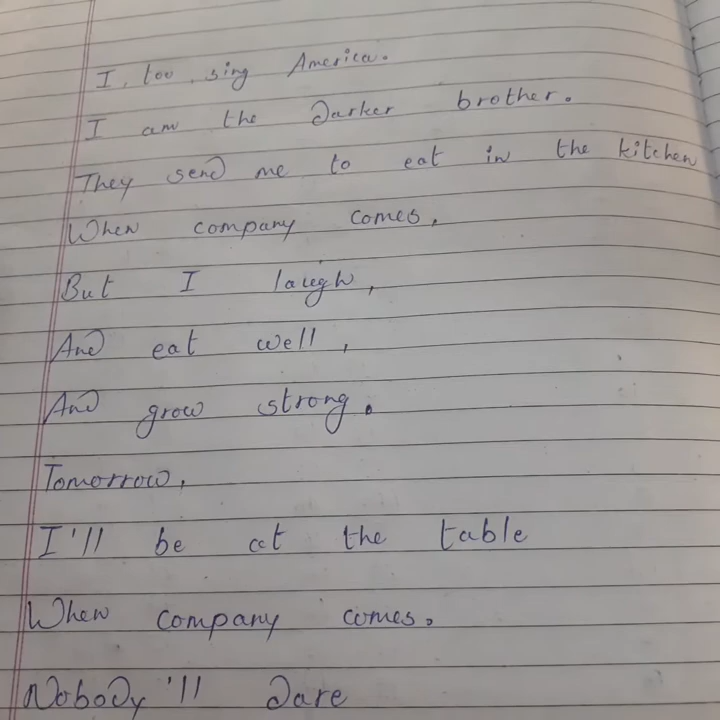 I, too, sing America.
I am the darker brother.
They send me to eat in the kitchen
When company comes,
But I laugh,
And eat well,
And grow strong.
Tomorrow,
I'll be at the table
When company comes.
Nobody'll dare